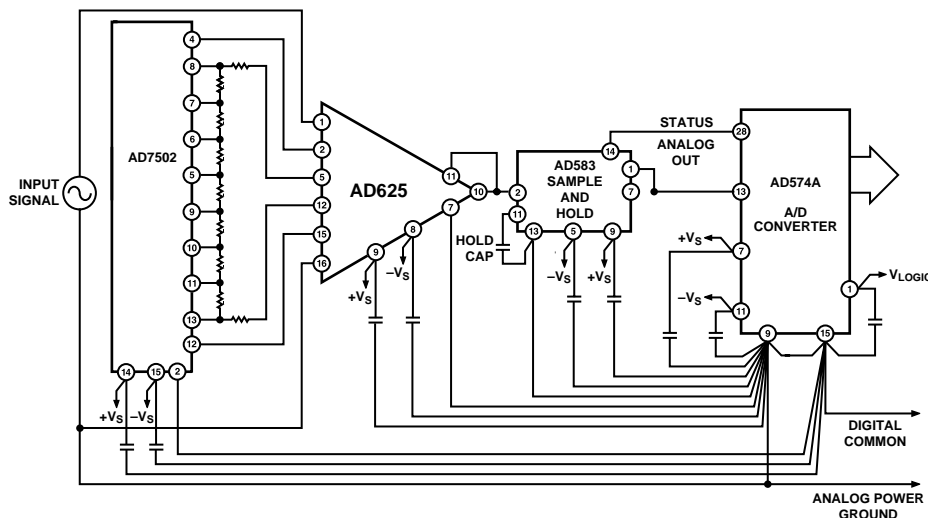 INPUT
SIGNAL
AD7502
4
8
7
6
5
9
10
11
13
12
14
15
2
+VS
–VS
AD625
1
2
5
12
15
16
11
10
7
8
9
–VS
+VS
HOLD
CAP
AD583
SAMPLE
AND
HOLD
14
1
7
2
11
13
5
9
–VS
+VS
STATUS
ANALOG
OUT
AD574A
A/D
CONVERTER
28
13
7
11
9
15
1
+VS
–VS
VLOGIC
DIGITAL
COMMON
ANALOG POWER
GROUND